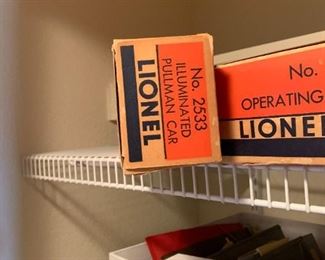 No. 2533
ILLUMINATED
PULLMAN CAR
LIONEL
No.
OPERATING
LIONEL